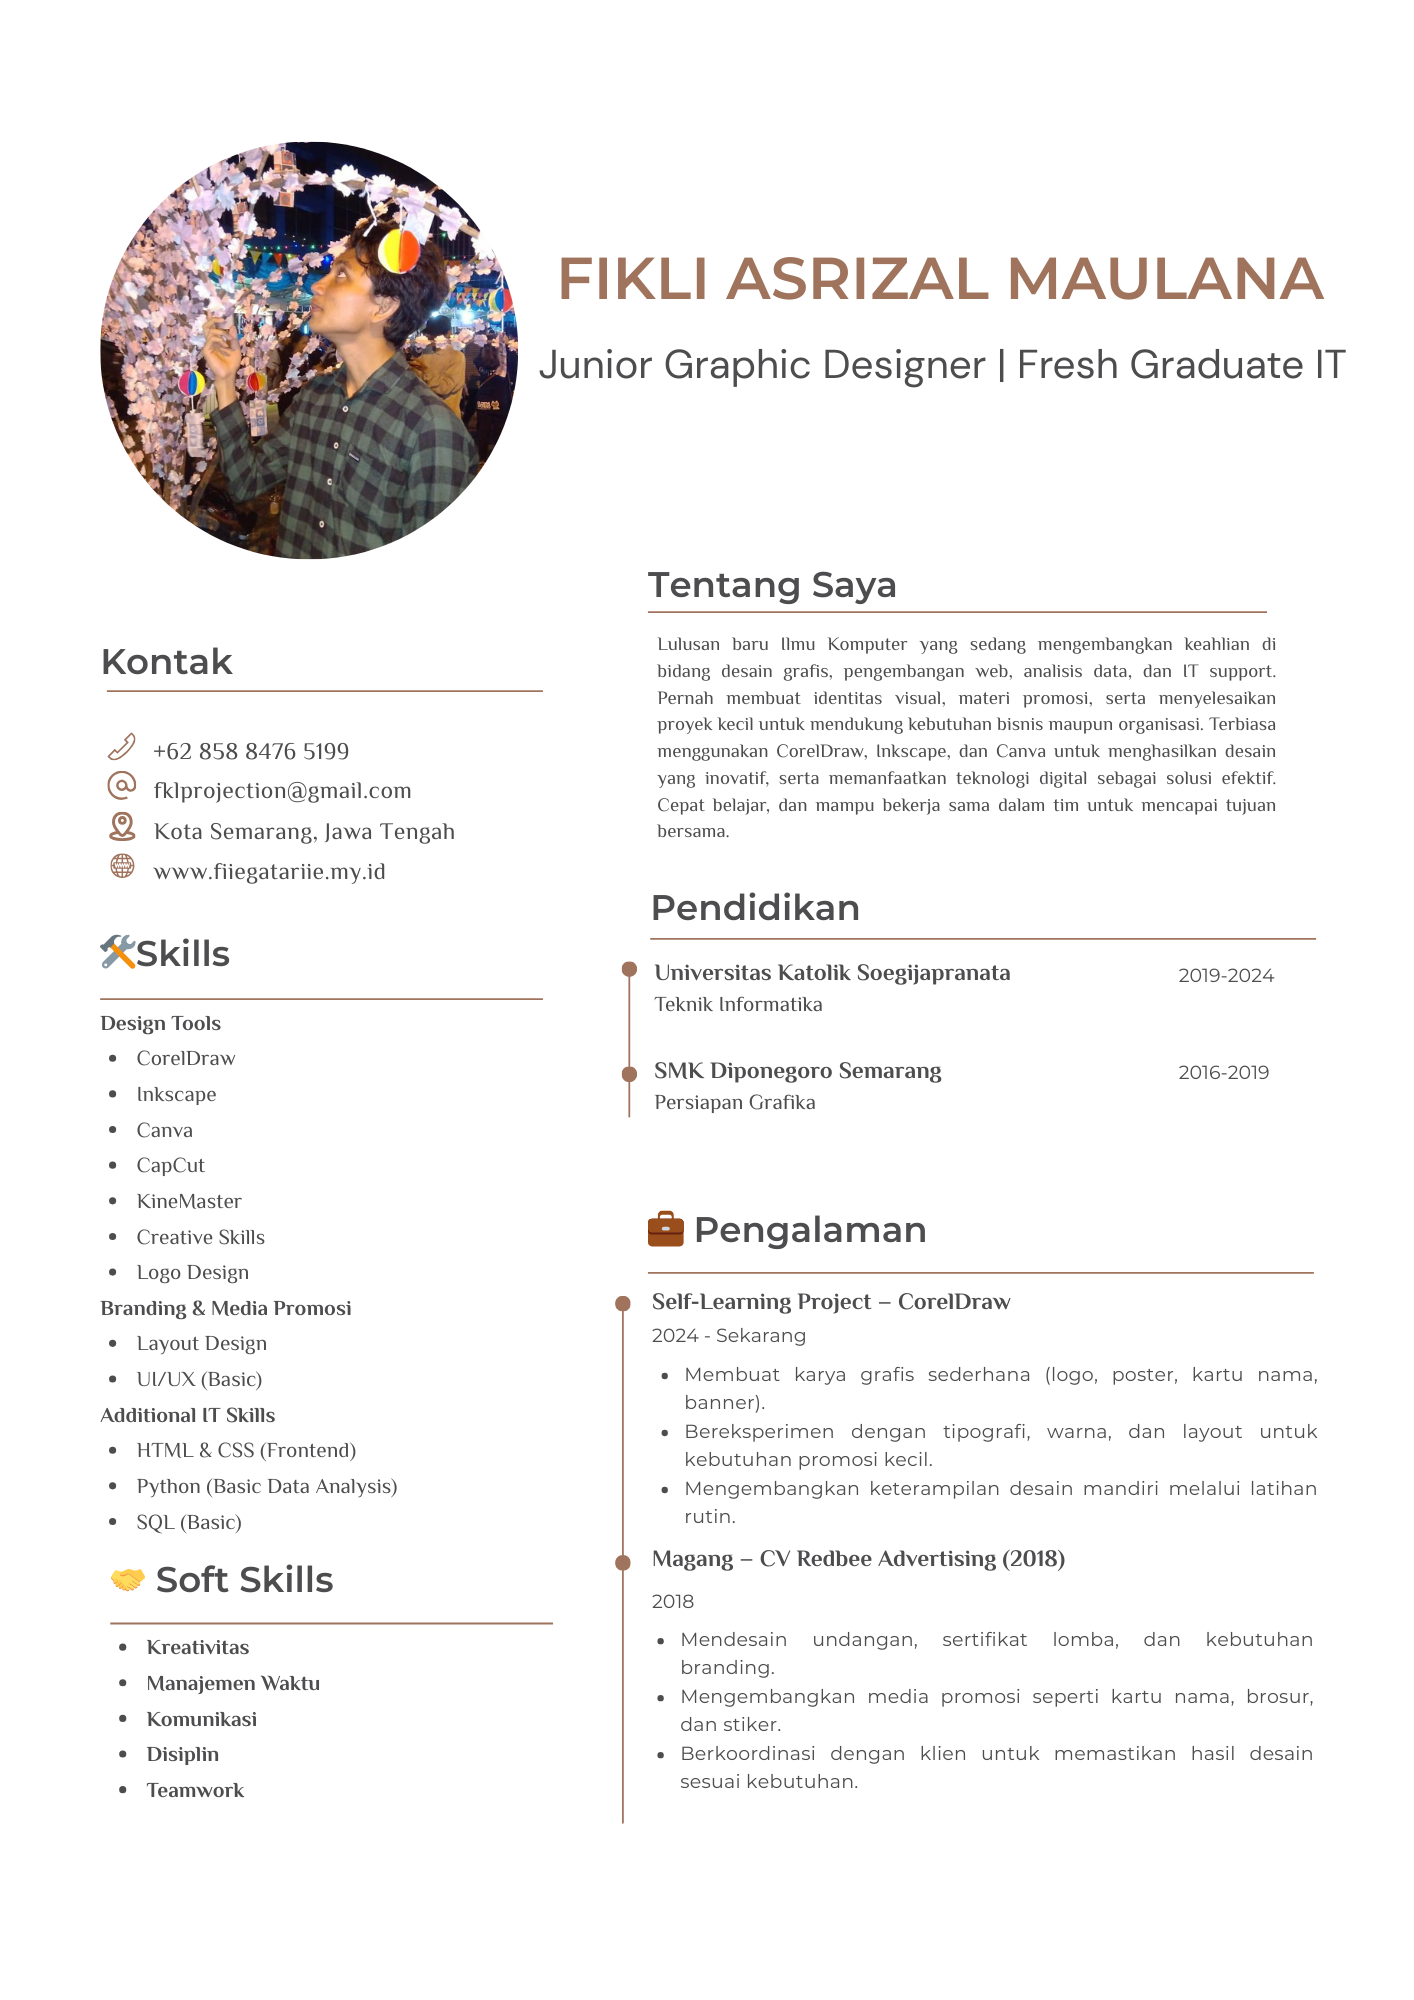 FIKLI ASRIZAL MAULANA
Junior Graphic Designer | Fresh Graduate IT
Kontak
+62 858 8476 5199
fklprojection@gmail.com
Kota Semarang, Jawa Tengah
www.fiiegatariie.my.id
Skills
Design Tools
• CorelDraw
• Inkscape
• Canva
• CapCut
• KineMaster
• Creative Skills
• Logo Design
Branding & Media Promosi
• Layout Design
• UI/UX (Basic)
Additional IT Skills
• HTML & CSS (Frontend)
• Python (Basic Data Analysis)
• SQL (Basic)
Soft Skills
• Kreativitas
• Manajemen Waktu
• Komunikasi
• Disiplin
• Teamwork
Tentang Saya
Lulusan baru Ilmu Komputer yang sedang mengembangkan keahlian di
bidang desain grafis, pengembangan web, analisis data, dan IT support.
Pernah membuat identitas visual, materi promosi, serta menyelesaikan
proyek kecil untuk mendukung kebutuhan bisnis maupun organisasi. Terbiasa
menggunakan CorelDraw, Inkscape, dan Canva untuk menghasilkan desain
yang inovatif, serta memanfaatkan teknologi digital sebagai solusi efektif.
Cepat belajar, dan mampu bekerja sama dalam tim untuk mencapai tujuan
bersama.
Pendidikan
Universitas Katolik Soegijapranata 2019-2024
Teknik Informatika
SMK Diponegoro Semarang 2016-2019
Persiapan Grafika
Pengalaman
Self-Learning Project – CorelDraw
2024 - Sekarang
• Membuat karya grafis sederhana (logo, poster, kartu nama,
banner).
• Bereksperimen dengan tipografi, warna, dan layout untuk
kebutuhan promosi kecil.
• Mengembangkan keterampilan desain mandiri melalui latihan
rutin.
Magang – CV Redbee Advertising (2018)
2018
• Mendesain undangan, sertifikat lomba, dan kebutuhan
branding.
• Mengembangkan media promosi seperti kartu nama, brosur,
dan stiker.
• Berkoordinasi dengan klien untuk memastikan hasil desain
sesuai kebutuhan.